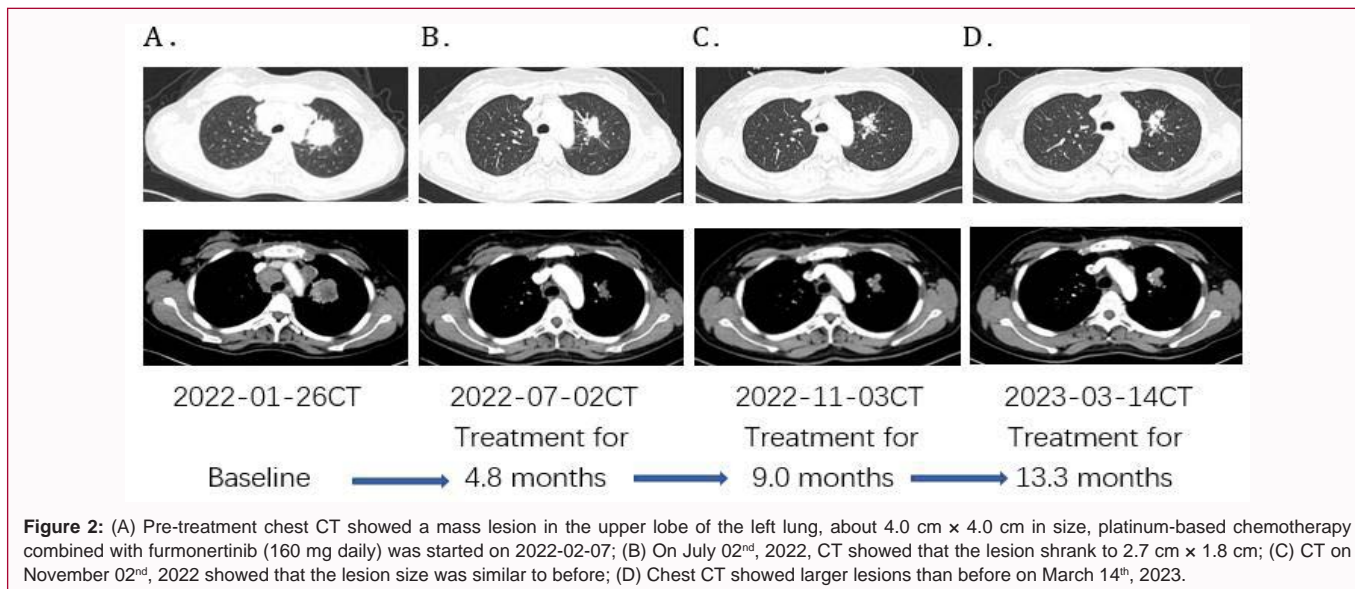 A. B. C. D.
2022-01-26CT 2022-07-02CT 2022-11-03CT 2023-03-14CT
Treatment for Treatment for Treatment for
Baseline 4.8 months 9.0 months 13.3 months
Figure 2: (A) Pre-treatment chest CT showed a mass lesion in the upper lobe of the left lung, about 4.0 cm × 4.0 cm in size, platinum-based chemotherapy
combined with furmonertinib (160 mg daily) was started on 2022-02-07; (B) On July 02nd, 2022, CT showed that the lesion shrank to 2.7 cm × 1.8 cm; (C) CT on
November 02nd, 2022 showed that the lesion size was similar to before; (D) Chest CT showed larger lesions than before on March 14th, 2023.